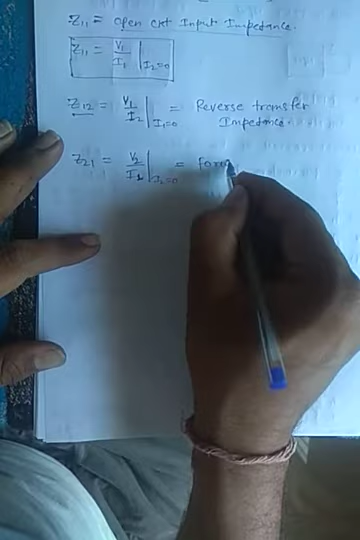 Z11 = open ckt Input Impedance.
Z11 = V1/I1 | I2=0
Z12 = V1/I2 | I1=0 = Reverse transfer Impedance.
Z21 = V2/I1 | I2=0 = forw